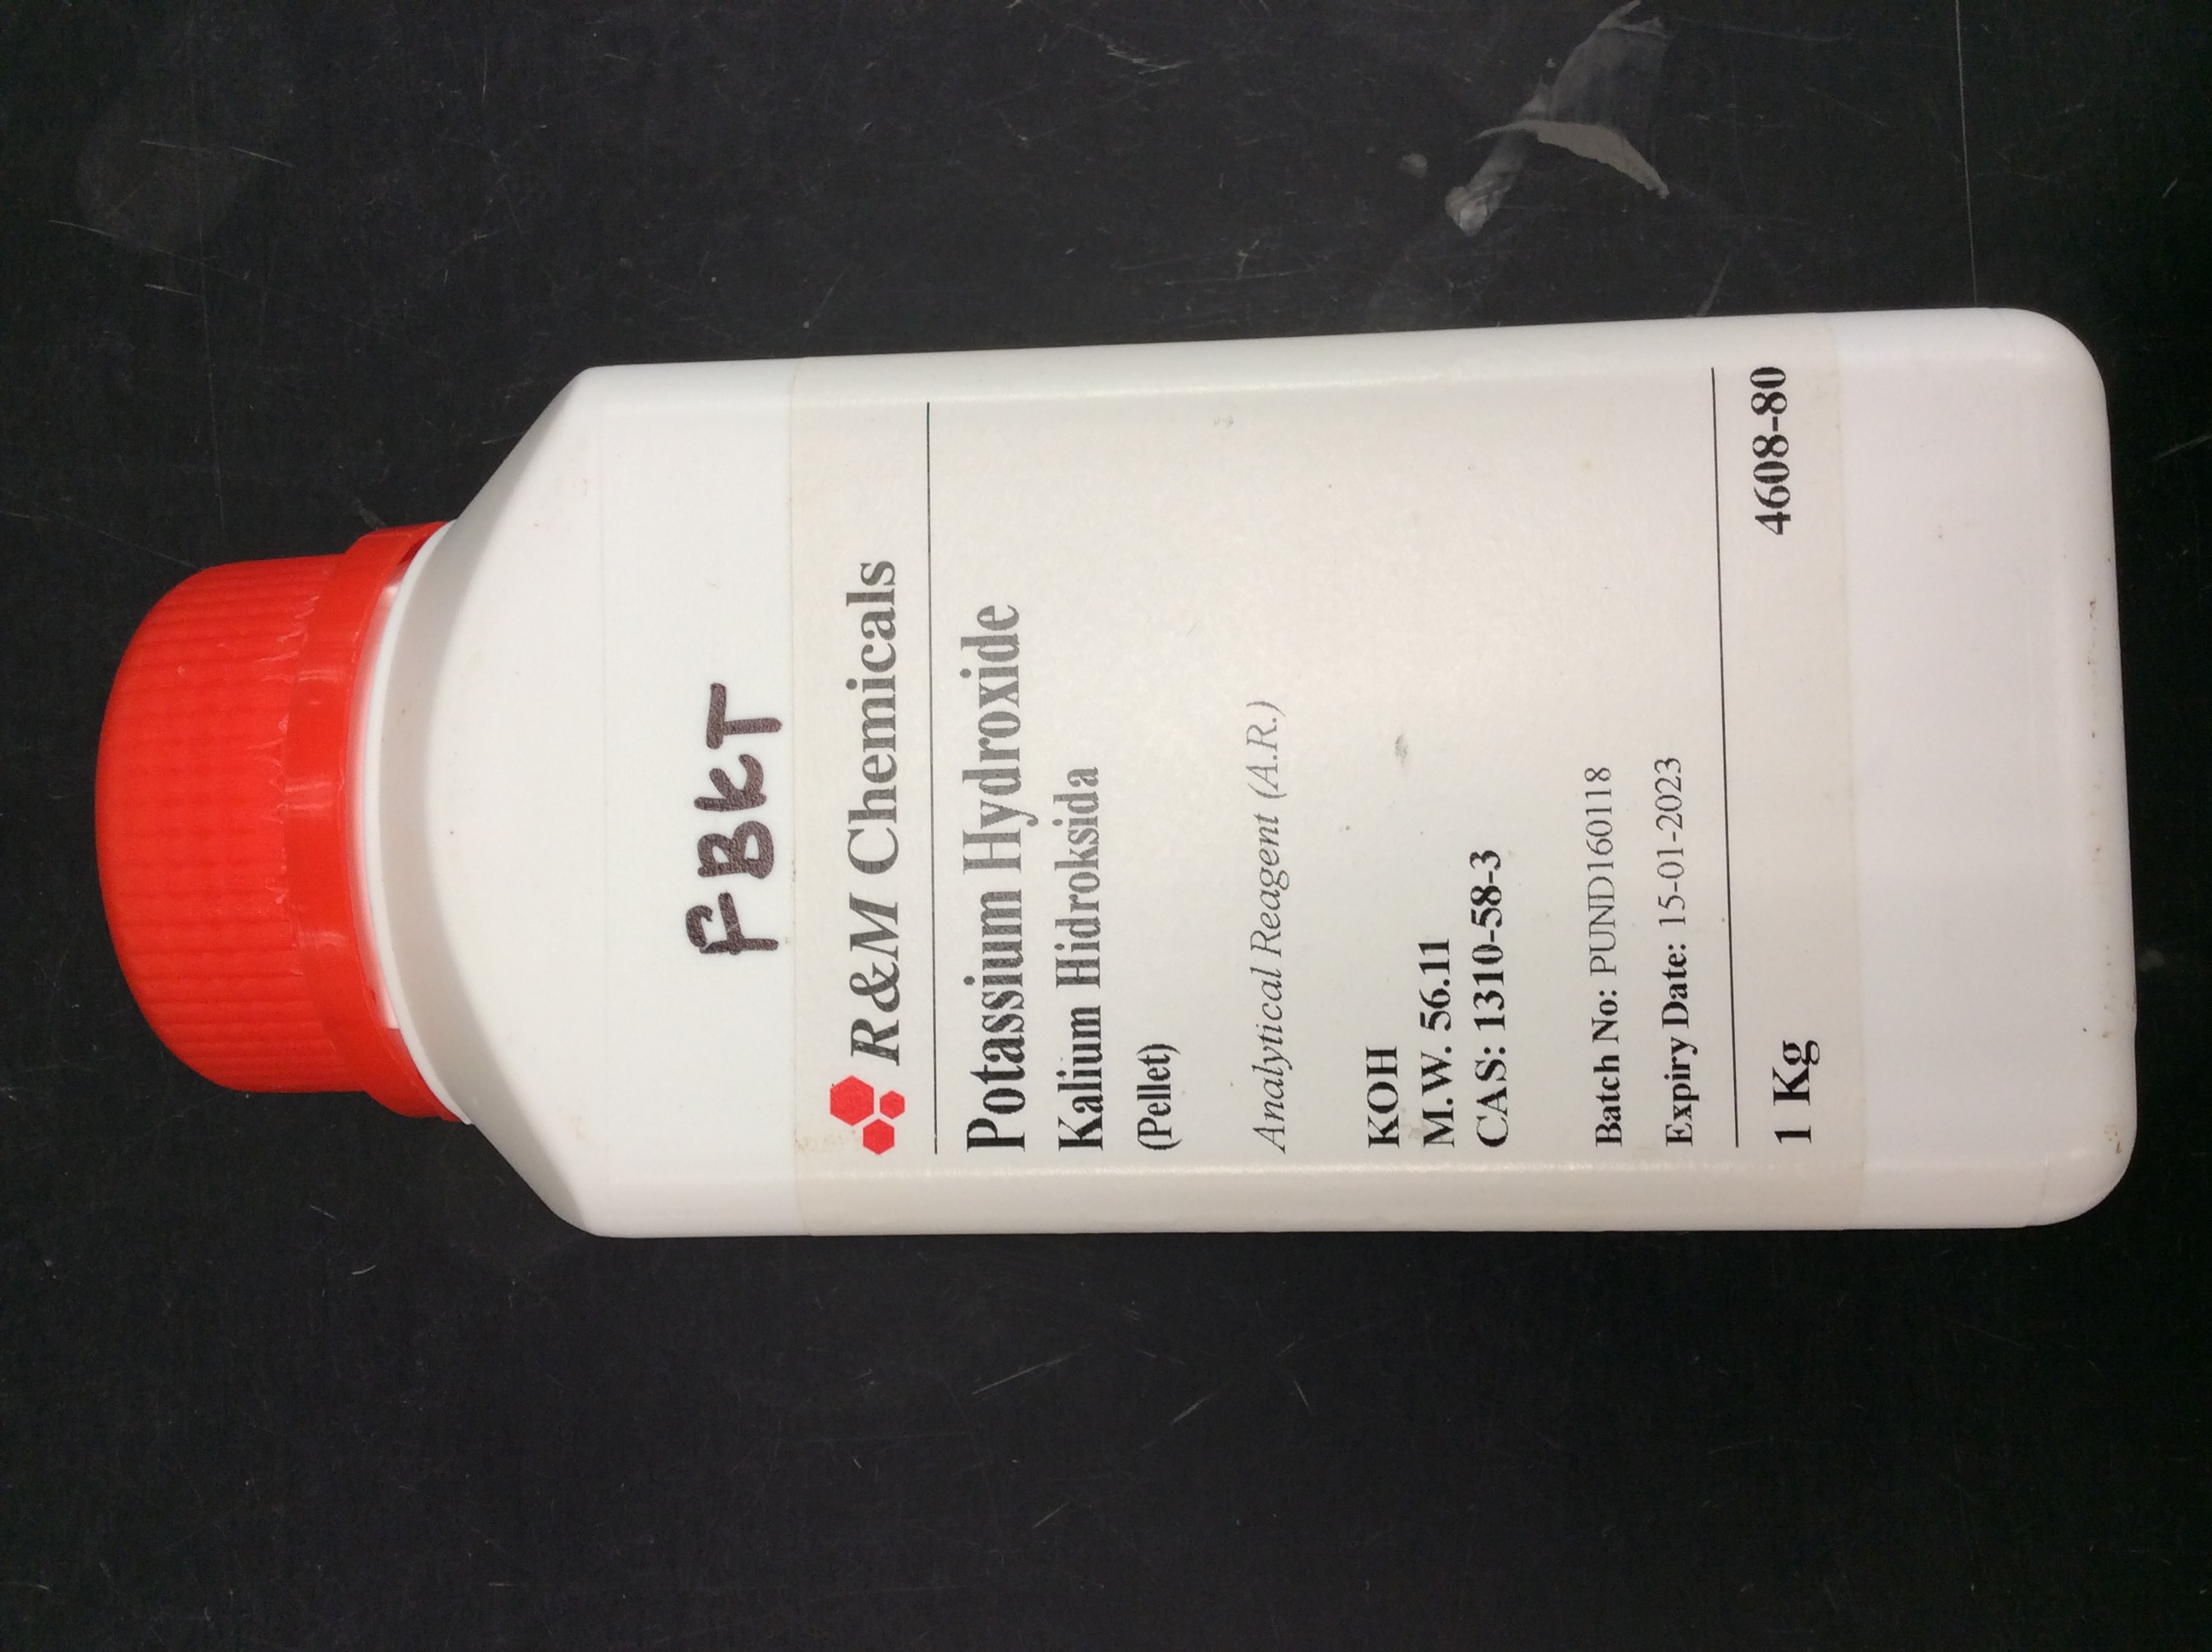 FBKT
R&M Chemicals
Potassium Hydroxide
Kalium Hidroksida
(Pellet)
Analytical Reagent (A.R.)
KOH
M.W. 56.11
CAS: 1310-58-3
Batch No: PUND160118
Expiry Date: 15-01-2023
1 Kg 4608-80